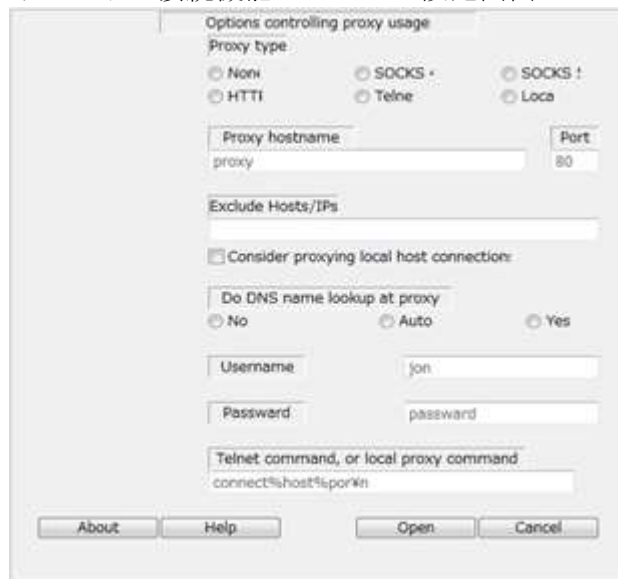 Options controlling proxy usage
Proxy type
None SOCKS SOCKS
HTTI Telne Loca
Proxy hostname Port
proxy 80
Exclude Hosts/IPs
Consider proxying local host connection
Do DNS name lookup at proxy
No Auto Yes
Username jon
Password passward
Telnet command, or local proxy command
connect%host%por¥n
About Help Open Cancel